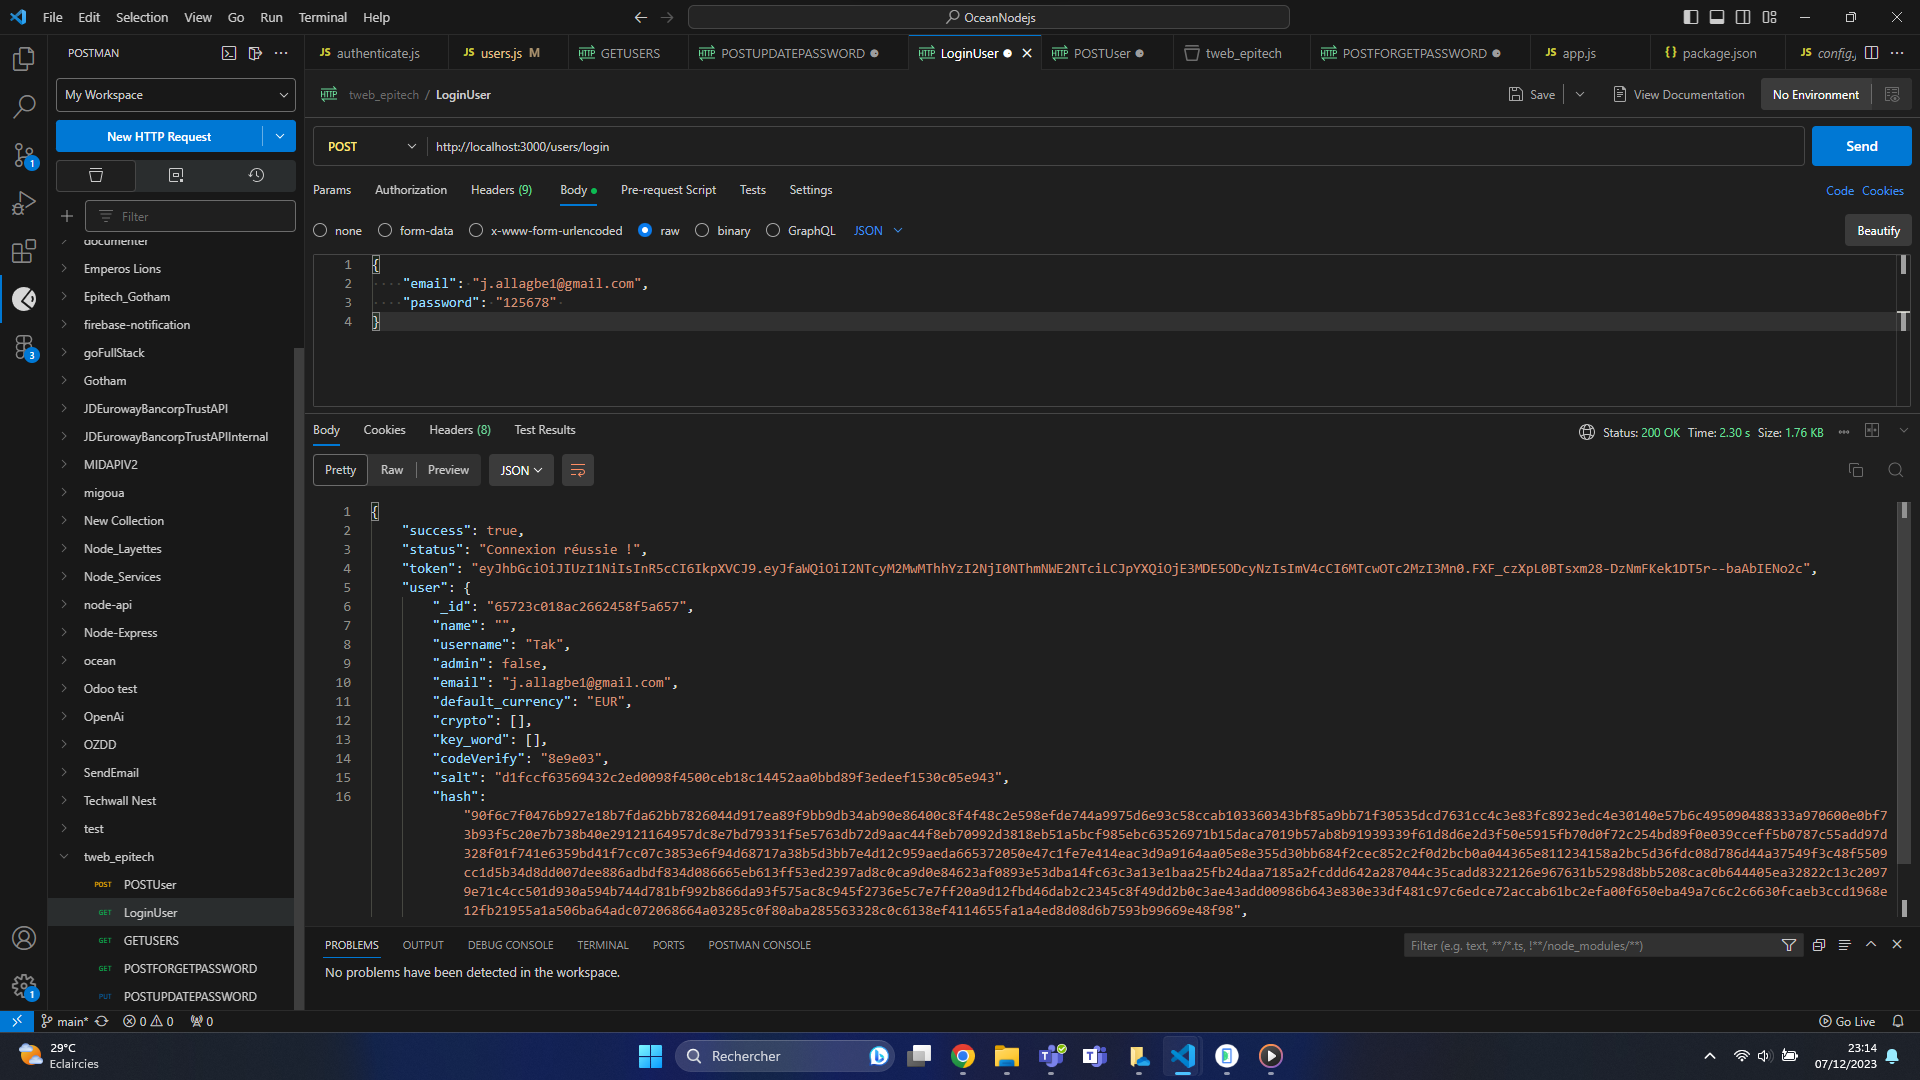 File Edit Selection View Go Run Terminal Help
OceanNodejs
POSTMAN
JS authenticate.js
JS users.js M
HTTP GETUSERS
HTTP POSTUPDATEPASSWORD
HTTP LoginUser
HTTP POSTUser
tweb_epitech
HTTP POSTFORGETPASSWORD
JS app.js
{} package.json
JS config.
My Workspace
HTTP tweb_epitech / LoginUser
Save
View Documentation
No Environment
New HTTP Request
POST
http://localhost:3000/users/login
Send
Params Authorization Headers (9) Body Pre-request Script Tests Settings
Code Cookies
Filter
none form-data x-www-form-urlencoded raw binary GraphQL JSON
Beautify
documenter
Emperos Lions
Epitech_Gotham
firebase-notification
goFullStack
Gotham
JDEurowayBancorpTrustAPI
JDEurowayBancorpTrustAPIInternal
MIDAPIV2
migoua
New Collection
Node_Layettes
Node_Services
node-api
Node-Express
ocean
Odoo test
OpenAi
OZDD
SendEmail
Techwall Nest
test
tweb_epitech
POST POSTUser
GET LoginUser
GET GETUSERS
GET POSTFORGETPASSWORD
PUT POSTUPDATEPASSWORD
1 {
2 "email": "j.allagbe1@gmail.com",
3 "password": "125678"
4 }
Body Cookies Headers (8) Test Results
Status: 200 OK Time: 2.30 s Size: 1.76 KB
Pretty Raw Preview JSON
1 {
2 "success": true,
3 "status": "Connexion réussie !",
4
5 "user": {
6 "_id": "65723c018ac2662458f5a657",
7 "name": "",
8 "username": "Tak",
9 "admin": false,
10 "email": "j.allagbe1@gmail.com",
11 "default_currency": "EUR",
12 "crypto": [],
13 "key_word": [],
14 "codeVerify": "8e9e03",
15 "salt": "d1fccf63569432c2ed0098f4500ceb18c14452aa0bbd89f3edeef1530c05e943",
16 "hash":
PROBLEMS OUTPUT DEBUG CONSOLE TERMINAL PORTS POSTMAN CONSOLE
Filter (e.g. text, **/*.ts, !**/node_modules/**)
No problems have been detected in the workspace.
main* 0 0 0
Go Live
29°C
Eclaircies
Rechercher
23:14
07/12/2023